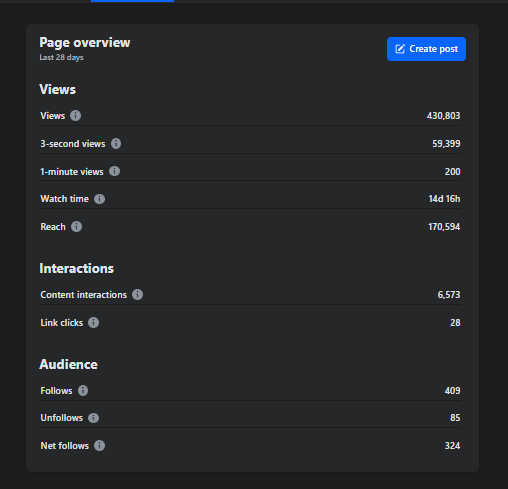 Page overview
Last 28 days
Create post
Views
Views 430,803
3-second views 59,399
1-minute views 200
Watch time 14d 16h
Reach 170,594
Interactions
Content interactions 6,573
Link clicks 28
Audience
Follows 409
Unfollows 85
Net follows 324